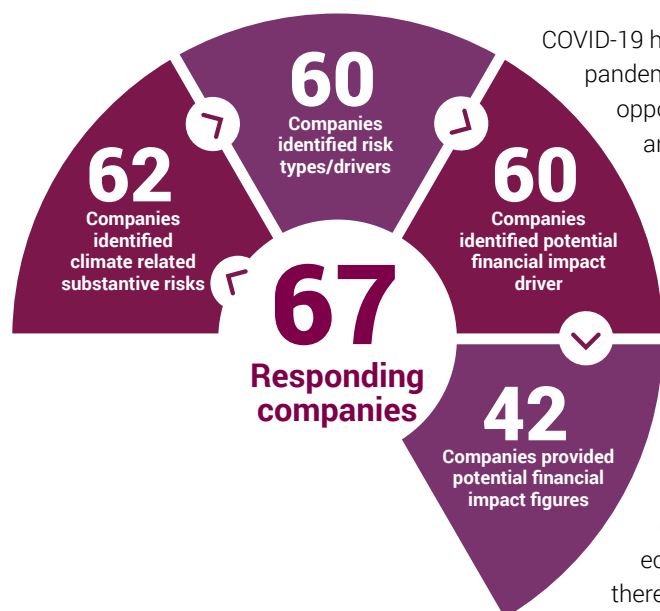 COVID-19 h
pandem
oppo
ar
60
Companies
identified risk
types/drivers
62
Companies
identified
climate related
substantive risks
60
Companies
identified potential
financial impact
driver
67
Responding
companies
42
Companies provided
potential financial
impact figures
ec
there